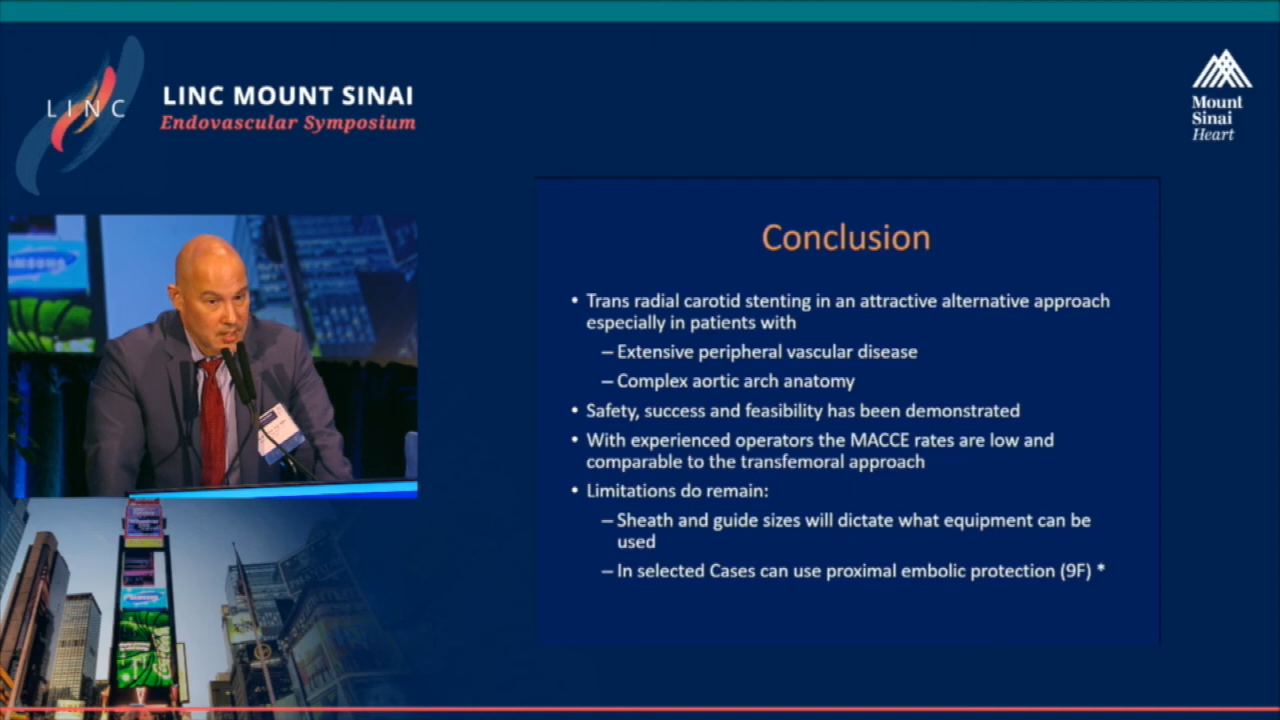 LINC
LINC MOUNT SINAI
Endovascular Symposium
Mount
Sinai
Heart
SAMSUNG
Conclusion
• Trans radial carotid stenting in an attractive alternative approach
especially in patients with
– Extensive peripheral vascular disease
– Complex aortic arch anatomy
• Safety, success and feasibility has been demonstrated
• With experienced operators the MACCE rates are low and
comparable to the transfemoral approach
• Limitations do remain:
– Sheath and guide sizes will dictate what equipment can be
used
– In selected Cases can use proximal embolic protection (9F) *